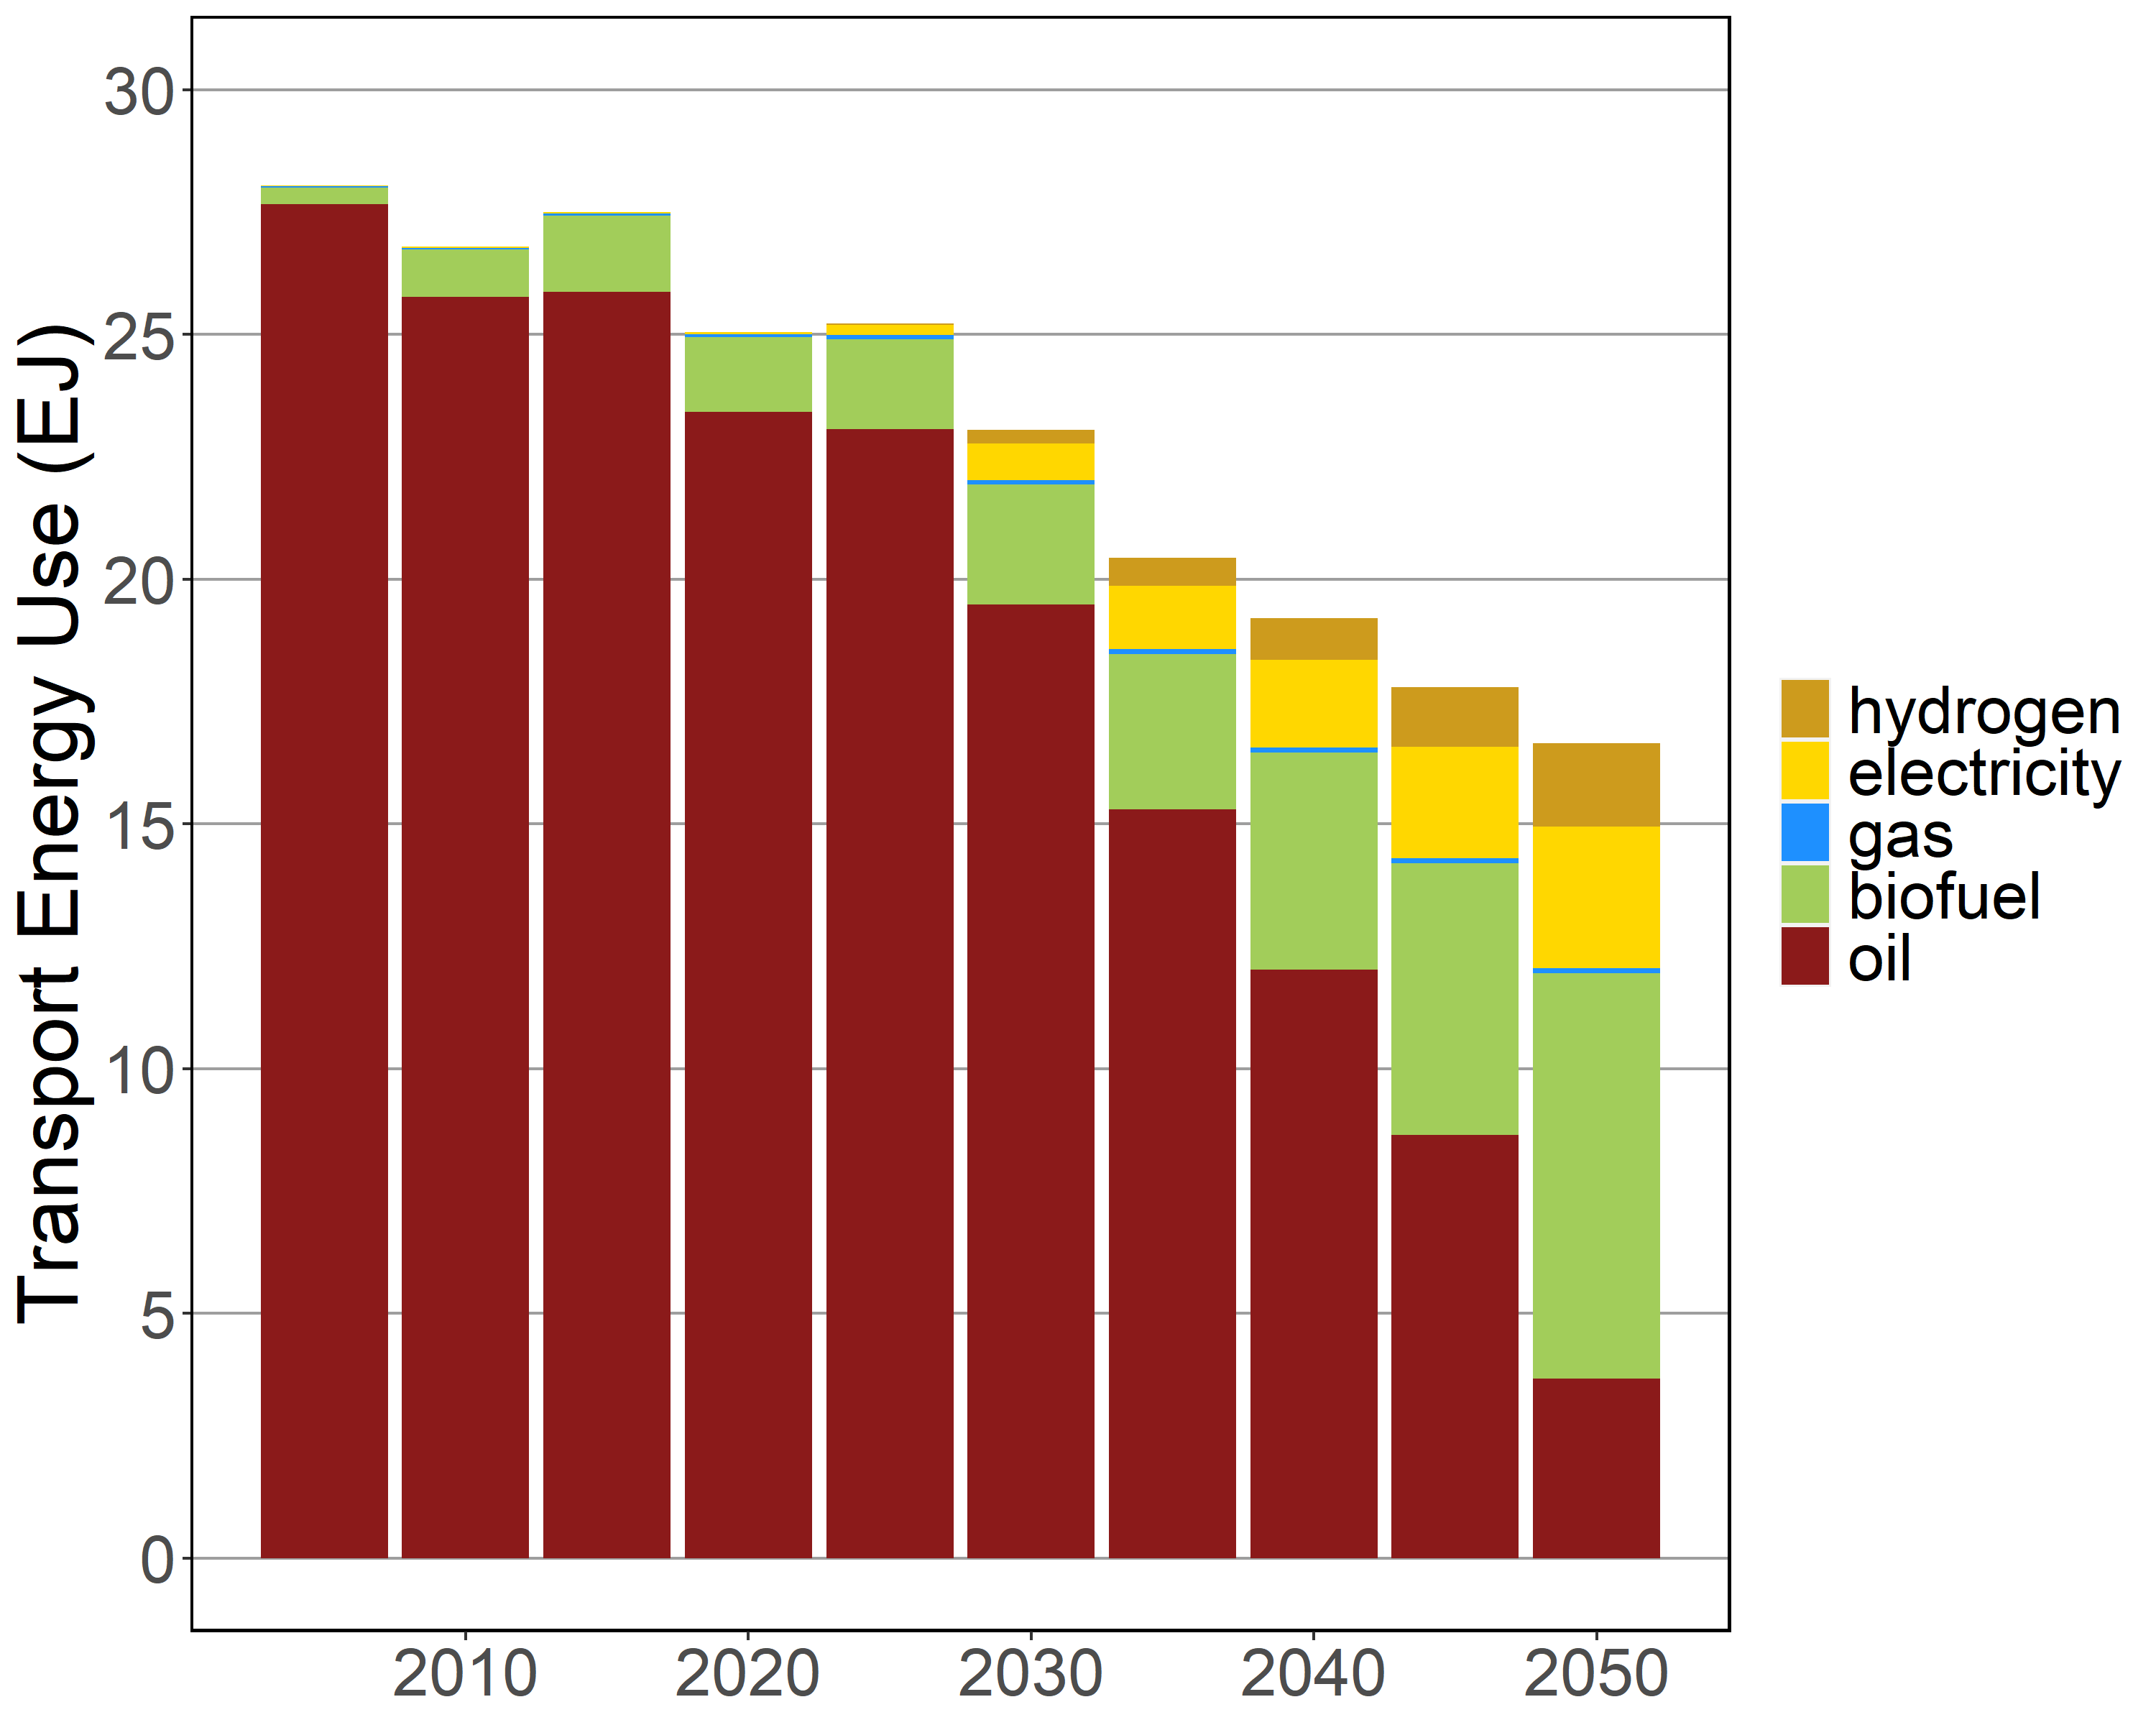 Transport Energy Use (EJ)
30
25
20
15
10
5
0
2010 2020 2030 2040 2050
hydrogen
electricity
gas
biofuel
oil